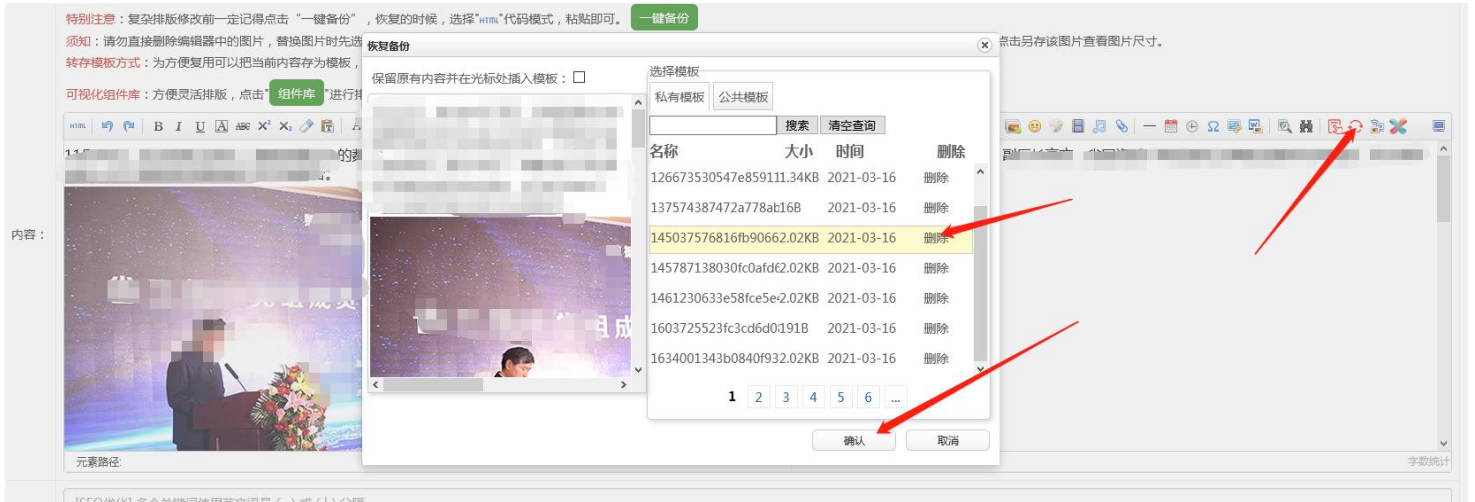 特别注意：复杂排版修改前一定记得点击“一键备份”，恢复的时候，选择"HTML"代码模式，粘贴即可。 一键备份
须知：请勿直接删除编辑器中的图片，替换图片时先选
点击另存该图片查看图片尺寸。
转存模板方式：为方便复用可以把当前内容存为模板，
可视化组件库：方便灵活排版，点击" 组件库 "进行排
恢复备份
保留原有内容并在光标处插入模板：
选择模板
私有模板 公共模板
搜索 清空查询
名称 大小 时间 删除
126673530547e859111.34KB 2021-03-16 删除
137574387472a778ab16B 2021-03-16 删除
145037576816fb90662.02KB 2021-03-16 删除
145787138030fc0afd62.02KB 2021-03-16 删除
1461230633e58fce5e42.02KB 2021-03-16 删除
1603725523fc3cd6d03191B 2021-03-16 删除
1634001343b0840f932.02KB 2021-03-16 删除
1 2 3 4 5 6 ...
确认 取消
内容：
元素路径:
字数统计